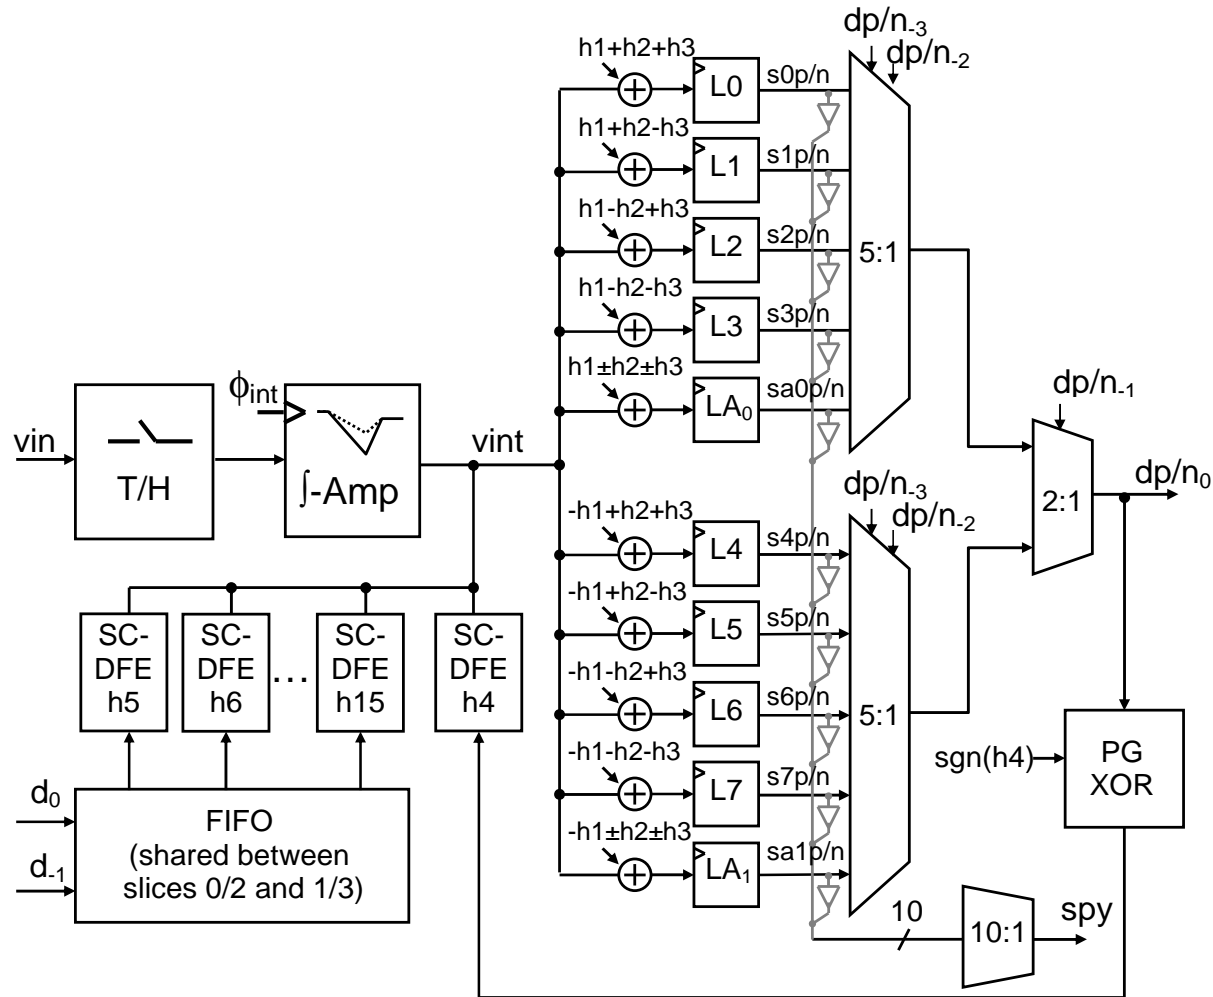 dp/n-3
dp/n-2
h1+h2+h3
L0
s0p/n
h1+h2-h3
L1
s1p/n
h1-h2+h3
L2
s2p/n
5:1
h1-h2-h3
L3
s3p/n
h1±h2±h3
LA0
sa0p/n
ϕint
vin
T/H
∫-Amp
vint
dp/n-1
2:1
dp/n0
dp/n-3
dp/n-2
-h1+h2+h3
L4
s4p/n
-h1+h2-h3
L5
s5p/n
-h1-h2+h3
L6
s6p/n
5:1
-h1-h2-h3
L7
s7p/n
-h1±h2±h3
LA1
sa1p/n
SC-
DFE
h5
SC-
DFE
h6
...
SC-
DFE
h15
SC-
DFE
h4
sgn(h4)
PG
XOR
d0
d-1
FIFO
(shared between
slices 0/2 and 1/3)
10
10:1
spy